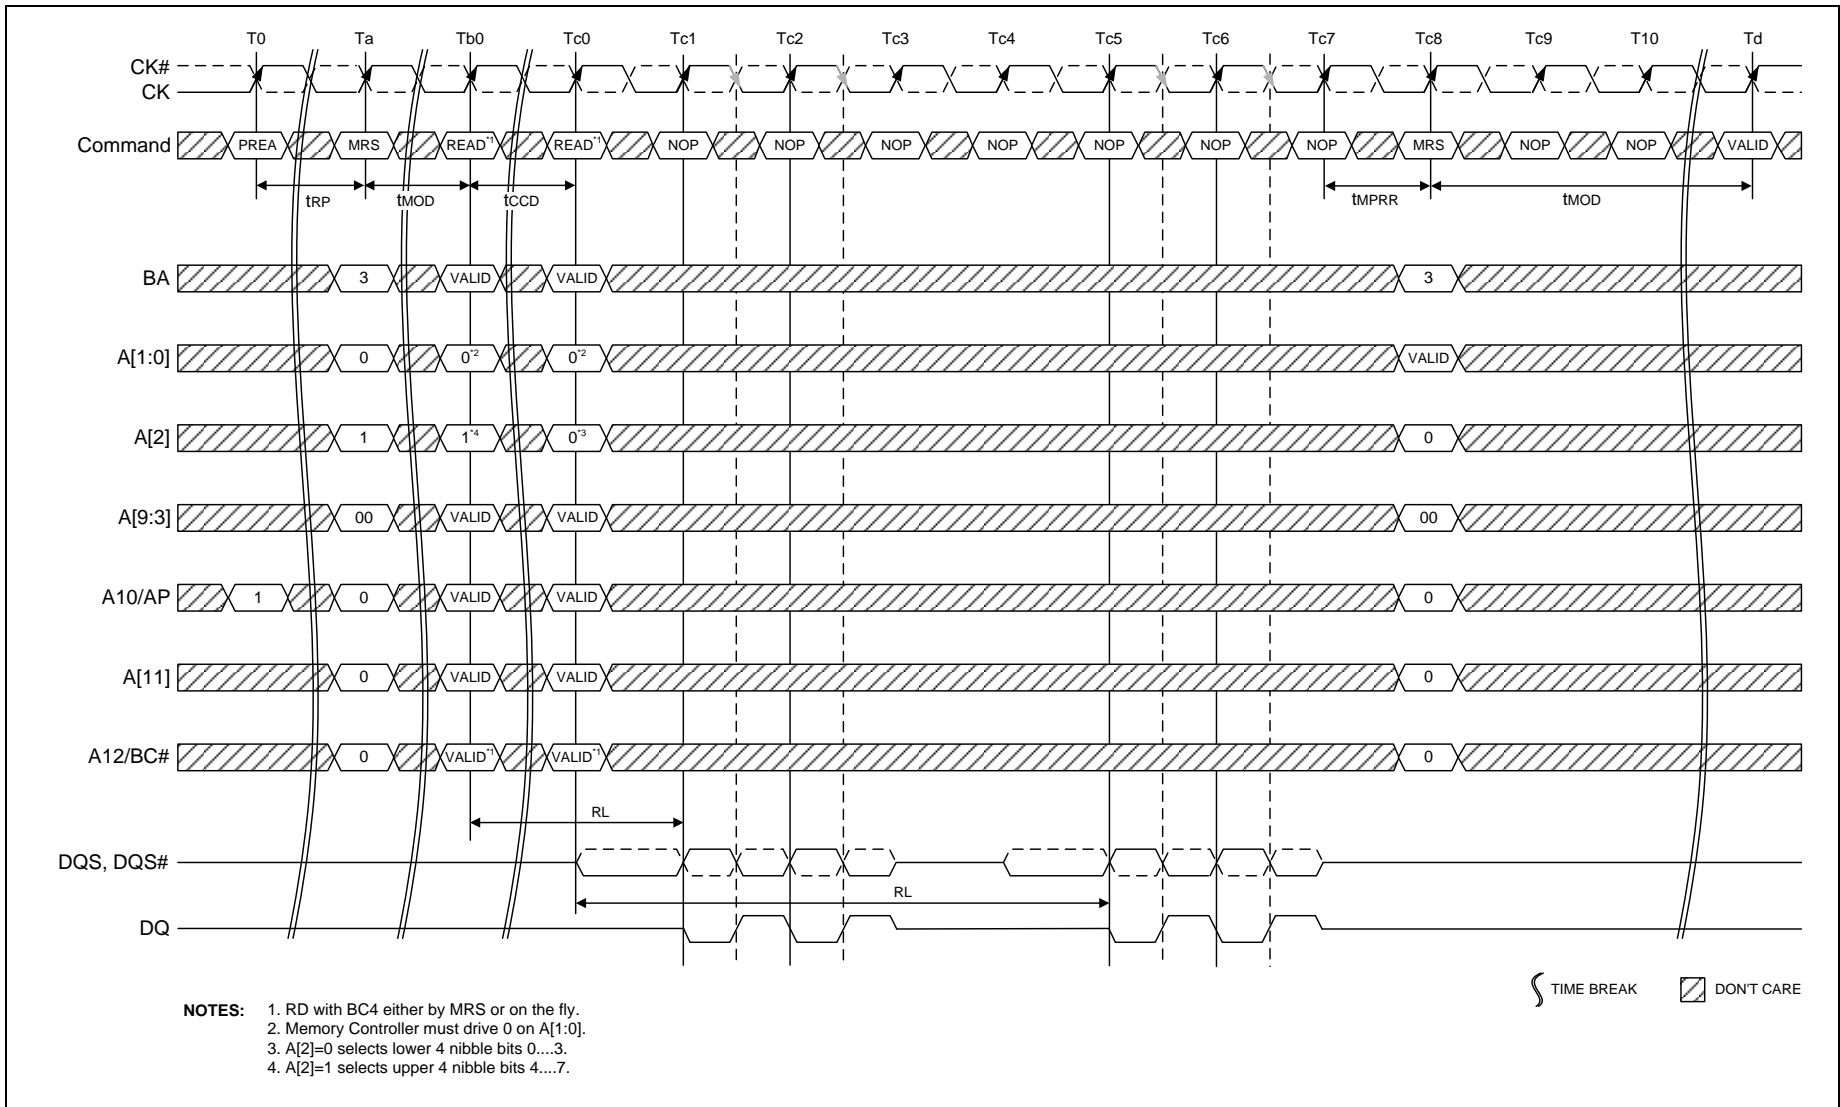 T0 Ta Tb0 Tc0 Tc1 Tc2 Tc3 Tc4 Tc5 Tc6 Tc7 Tc8 Tc9 T10 Td
CK#
CK
Command PREA MRS READ*1 READ*1 NOP NOP NOP NOP NOP NOP NOP MRS NOP NOP VALID
tRP tMOD tCCD tMPRR tMOD
BA 3 VALID VALID 3
A[1:0] 0 0*2 0*2 VALID
A[2] 1 1*4 0*3 0
A[9:3] 00 VALID VALID 00
A10/AP 1 0 VALID VALID 0
A[11] 0 VALID VALID 0
A12/BC# 0 VALID*1 VALID*1 0
RL
DQS, DQS#
RL
DQ
TIME BREAK DON'T CARE
NOTES: 1. RD with BC4 either by MRS or on the fly.
2. Memory Controller must drive 0 on A[1:0].
3. A[2]=0 selects lower 4 nibble bits 0....3.
4. A[2]=1 selects upper 4 nibble bits 4....7.